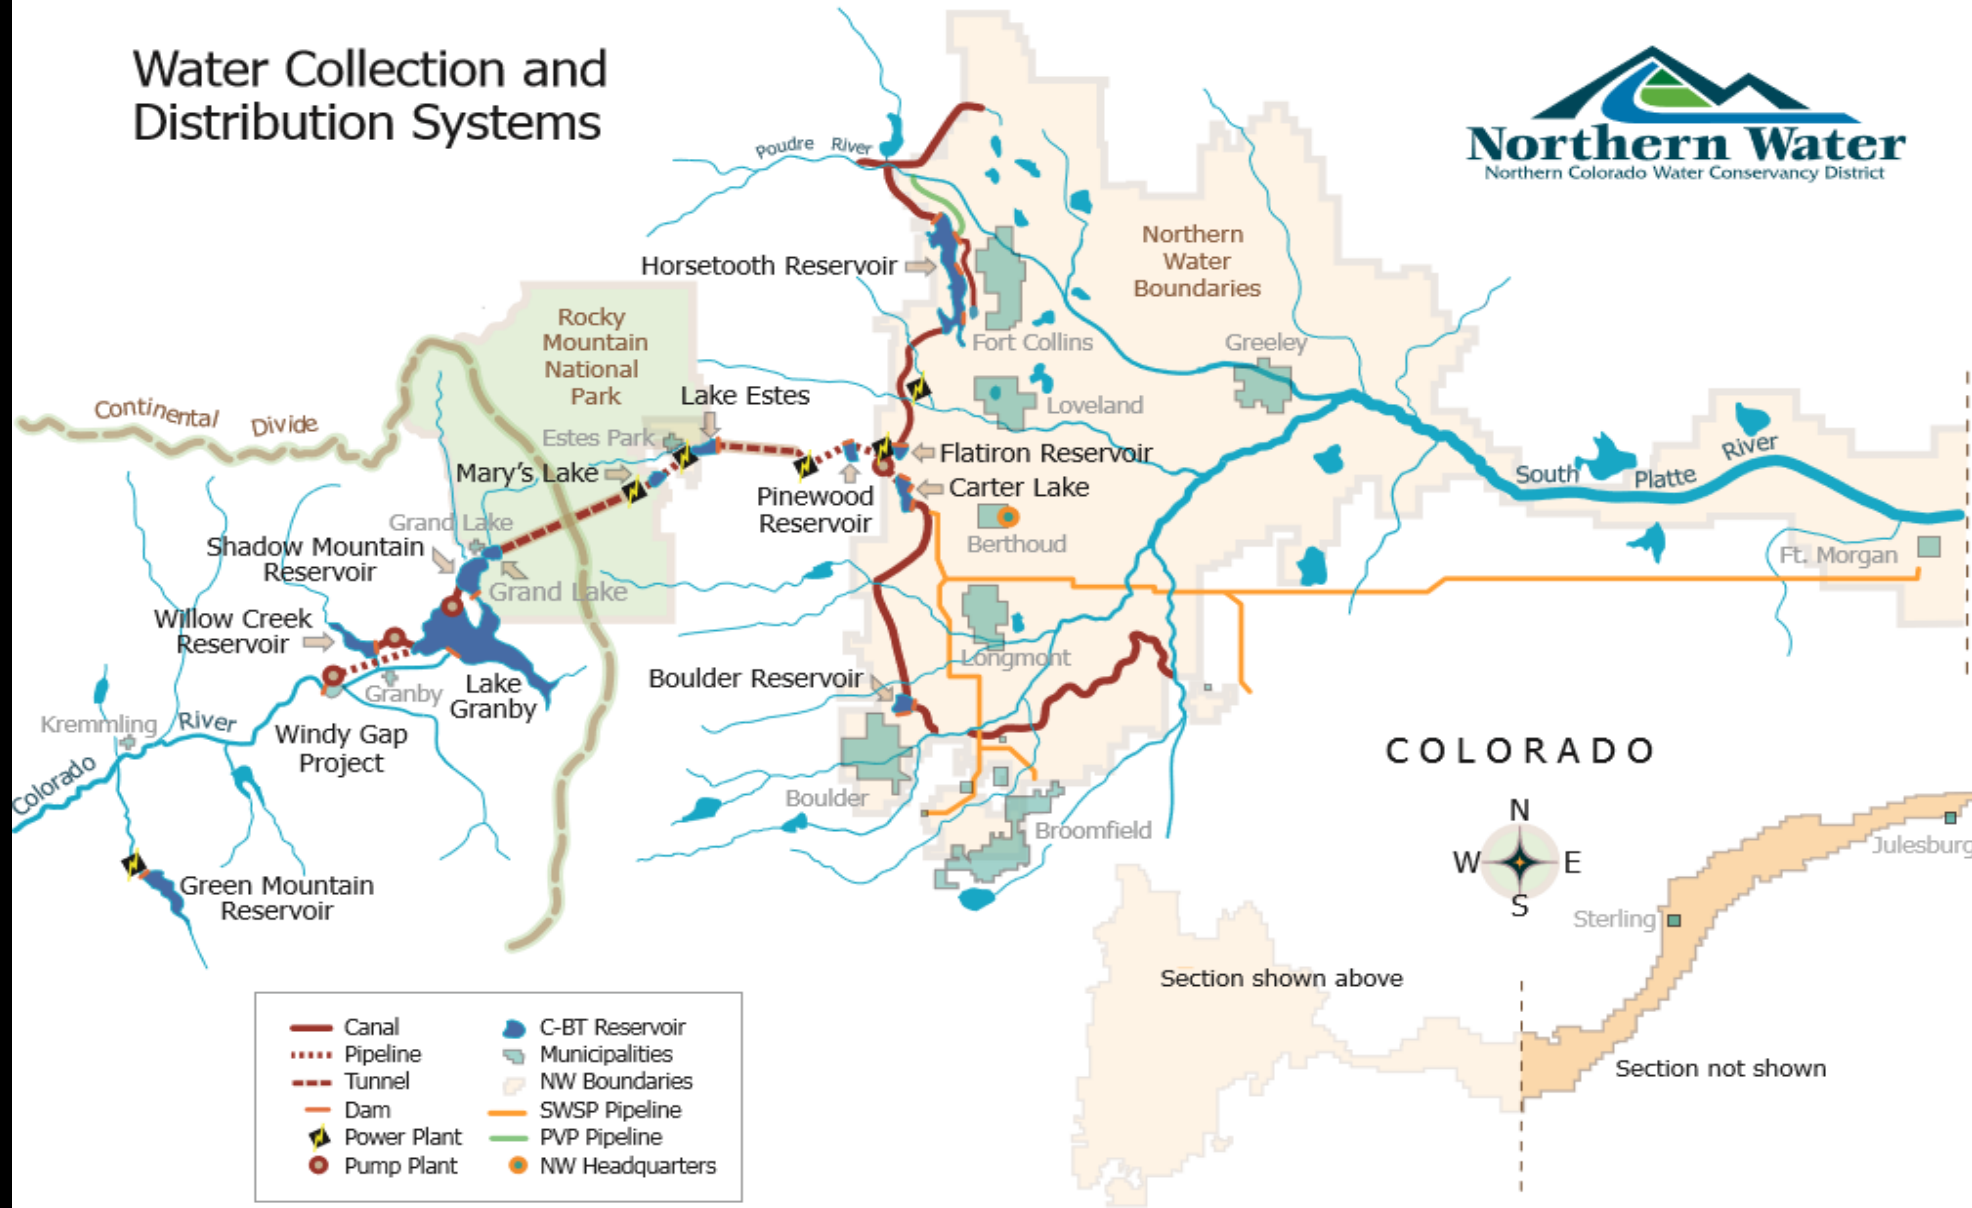 Water Collection and
Distribution Systems
Northern Water
Northern Colorado Water Conservancy District
Poudre River
Horsetooth Reservoir
Northern
Water
Boundaries
Rocky
Mountain
National
Park
Fort Collins
Greeley
Lake Estes
Loveland
Continental Divide
Estes Park
Mary's Lake
Flatiron Reservoir
South Platte River
Pinewood
Reservoir
Carter Lake
Grand Lake
Berthoud
Shadow Mountain
Reservoir
Ft. Morgan
Grand Lake
Willow Creek
Reservoir
Longmont
Boulder Reservoir
Lake
Granby
Granby
Kremmling
Colorado River
Windy Gap
Project
COLORADO
Boulder
Broomfield
N
W E
S
Julesburg
Green Mountain
Reservoir
Sterling
Section shown above
Section not shown
Canal
Pipeline
Tunnel
Dam
Power Plant
Pump Plant
C-BT Reservoir
Municipalities
NW Boundaries
SWSP Pipeline
PVP Pipeline
NW Headquarters